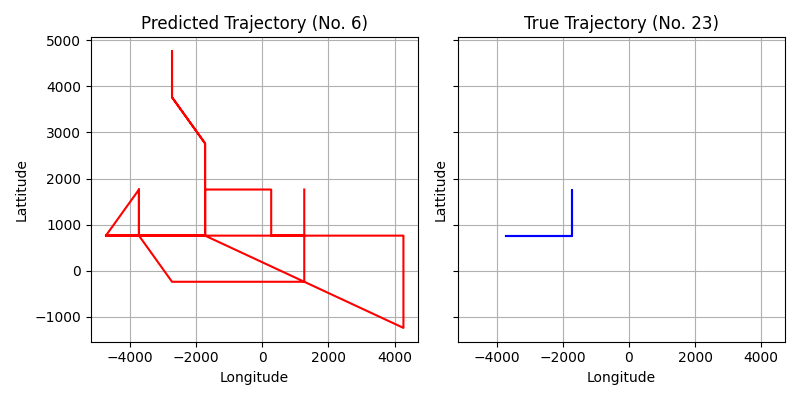 Predicted Trajectory (No. 6)
True Trajectory (No. 23)
Lattitude
5000
4000
3000
2000
1000
0
−1000
−4000 −2000 0 2000 4000
Longitude
Lattitude
−4000 −2000 0 2000 4000
Longitude